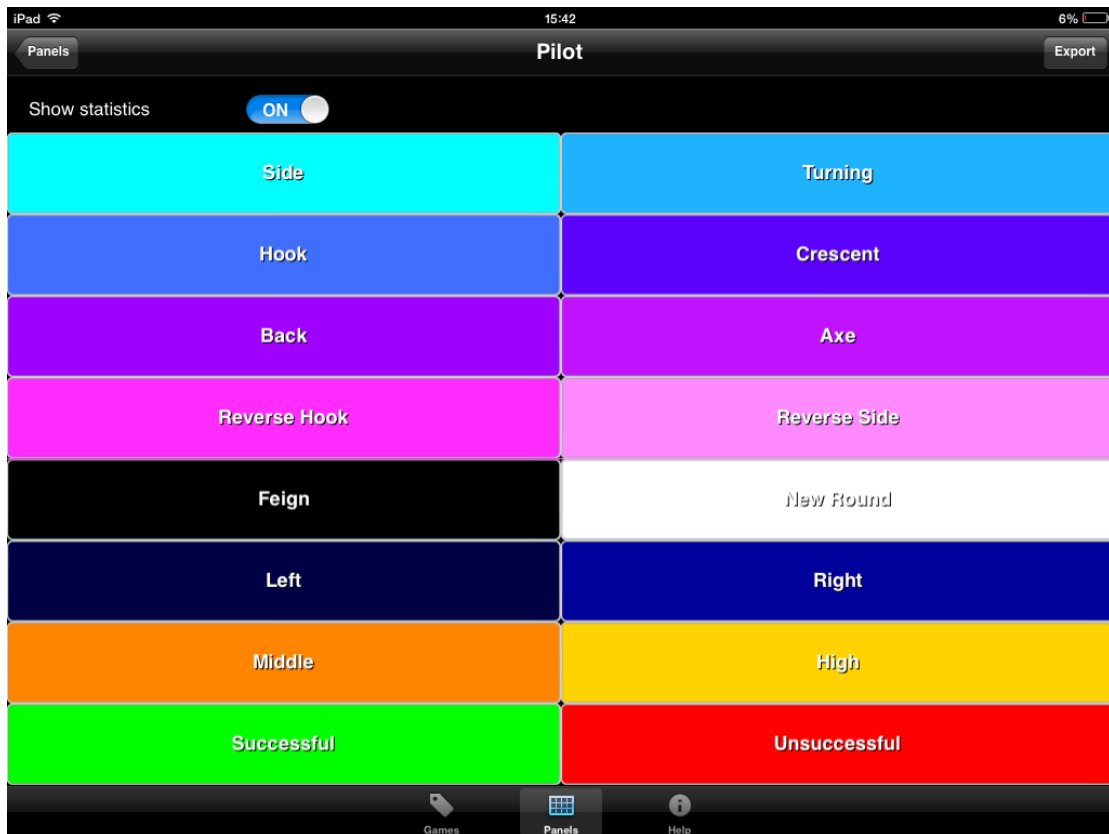 iPad 15:42 6%
Panels Pilot Export
Show statistics ON
Side Turning
Hook Crescent
Back Axe
Reverse Hook Reverse Side
Feign New Round
Left Right
Middle High
Successful Unsuccessful
Games Panels Help